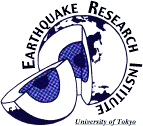 EARTHQUAKE RESEARCH INSTITUTE
University of Tokyo